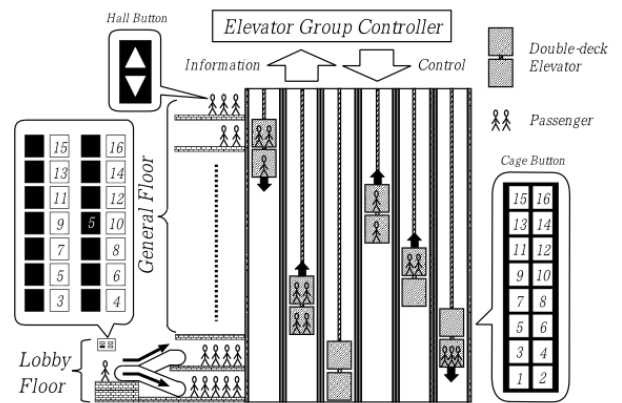 Hall Button
Elevator Group Controller
Information
Control
Double-deck
Elevator
Passenger
Cage Button
15 16
13 14
11 12
9 5 10
7 8
5 6
3 4
General Floor
15 16
13 14
11 12
9 10
7 8
5 6
3 4
1 2
Lobby
Floor